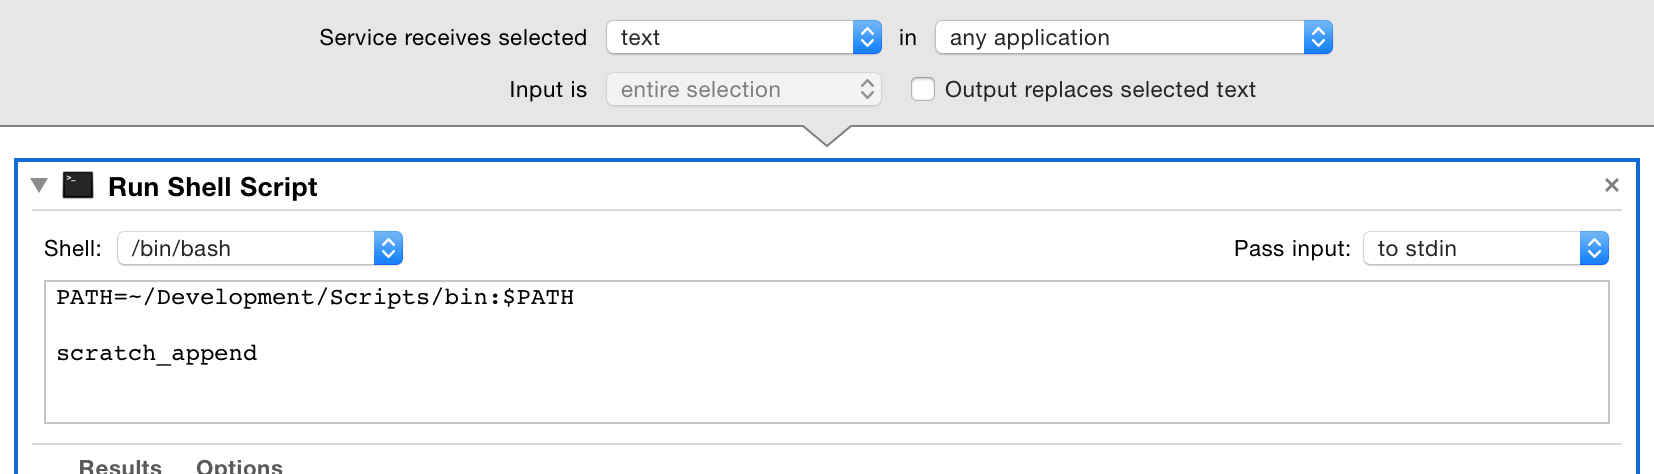 Service receives selected text in any application
Input is entire selection Output replaces selected text
Run Shell Script
Shell: /bin/bash Pass input: to stdin
PATH=~/Development/Scripts/bin:$PATH
scratch_append
Results Options